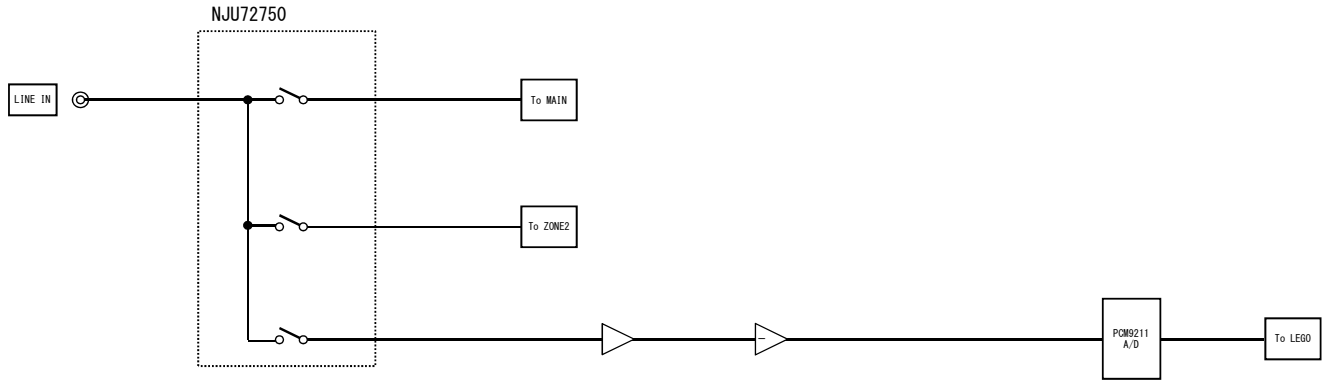 NJU72750
LINE IN
To MAIN
To ZONE2
−
PCM9211
A/D
To LEGO